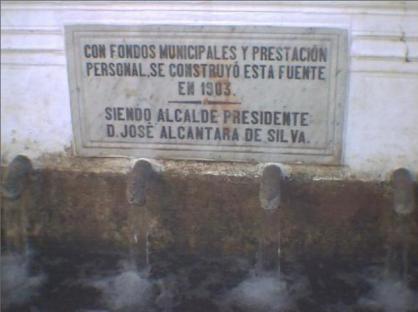 CON FONDOS MUNICIPALES Y PRESTACIÓN
PERSONAL, SE CONSTRUYÓ ESTA FUENTE
EN 1903.
SIENDO ALCALDE PRESIDENTE
D. JOSÉ ALCANTARA DE SILVA.